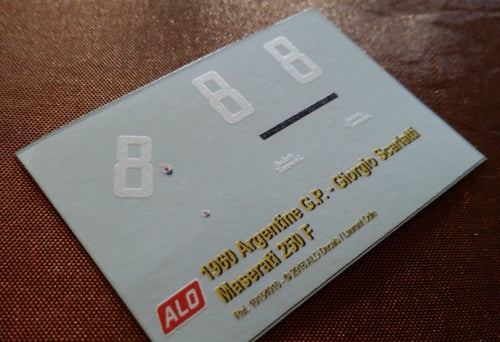 8
8
8
1960 Argentine G.P. - Giorgio Scarlatti
Maserati 250 F
ALO